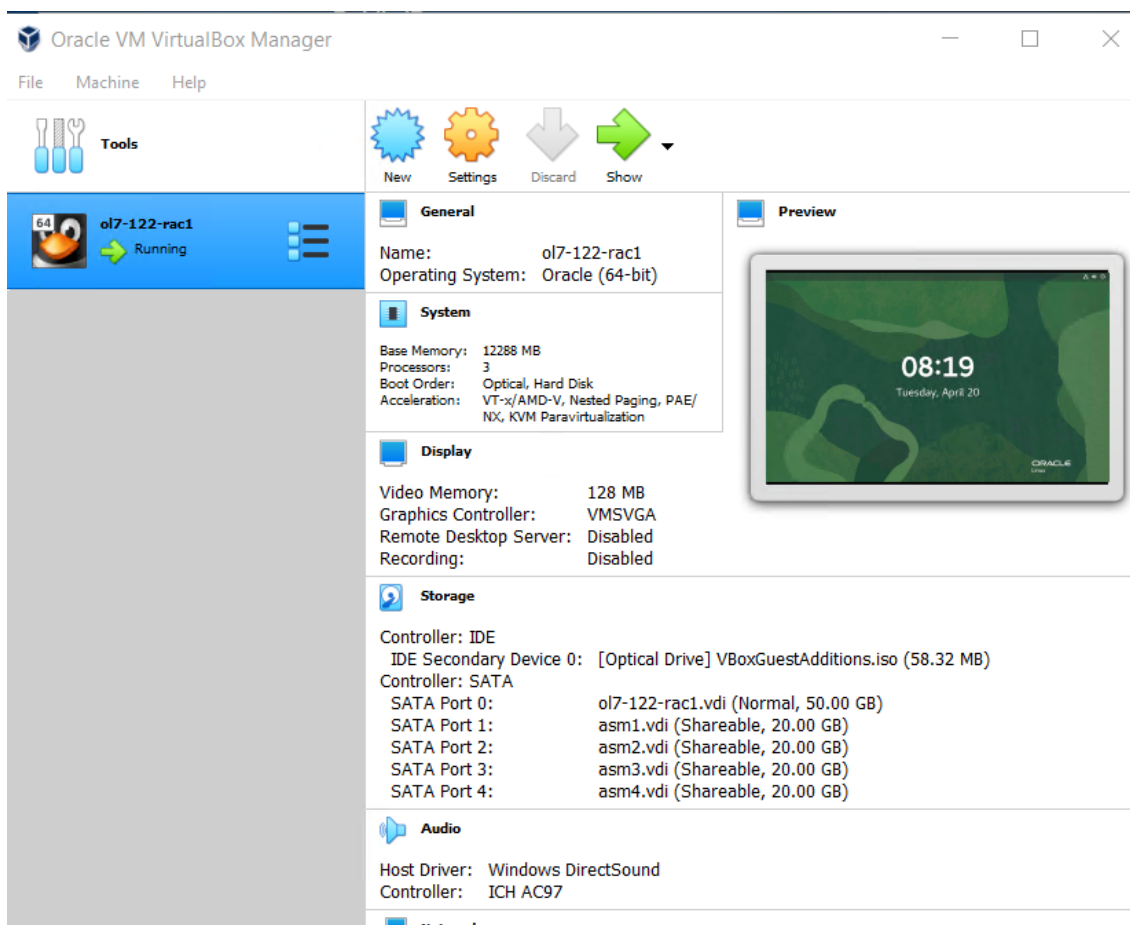 Oracle VM VirtualBox Manager
File Machine Help
Tools
New Settings Discard Show
64
ol7-122-rac1
Running
General
Name: ol7-122-rac1
Operating System: Oracle (64-bit)
System
Base Memory: 12288 MB
Processors: 3
Boot Order: Optical, Hard Disk
Acceleration: VT-x/AMD-V, Nested Paging, PAE/
NX, KVM Paravirtualization
Preview
08:19
Tuesday, April 20
ORACLE
Linux
Display
Video Memory: 128 MB
Graphics Controller: VMSVGA
Remote Desktop Server: Disabled
Recording: Disabled
Storage
Controller: IDE
IDE Secondary Device 0: [Optical Drive] VBoxGuestAdditions.iso (58.32 MB)
Controller: SATA
SATA Port 0: ol7-122-rac1.vdi (Normal, 50.00 GB)
SATA Port 1: asm1.vdi (Shareable, 20.00 GB)
SATA Port 2: asm2.vdi (Shareable, 20.00 GB)
SATA Port 3: asm3.vdi (Shareable, 20.00 GB)
SATA Port 4: asm4.vdi (Shareable, 20.00 GB)
Audio
Host Driver: Windows DirectSound
Controller: ICH AC97